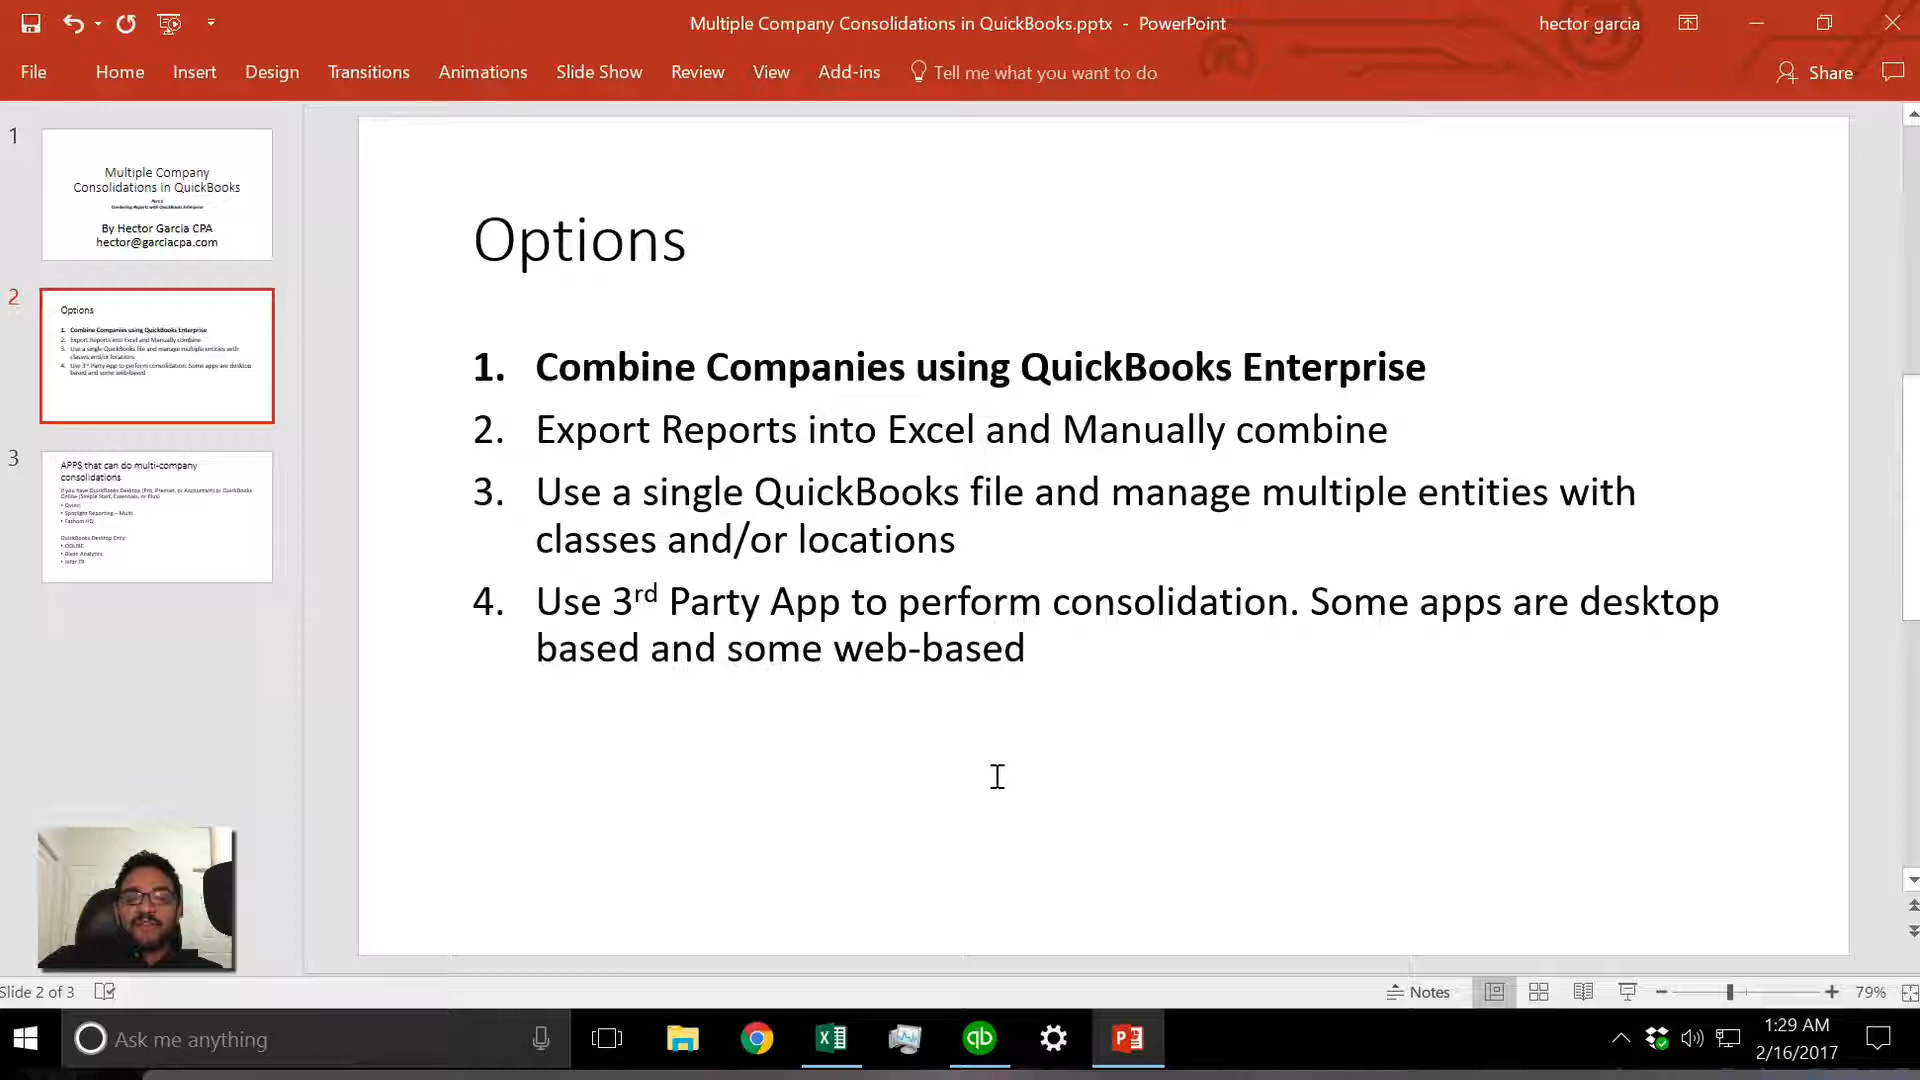 Multiple Company Consolidations in QuickBooks.pptx - PowerPoint
hector garcia
File Home Insert Design Transitions Animations Slide Show Review View Add-ins Tell me what you want to do
Share
1
Multiple Company
Consolidations in QuickBooks
Combining Reports with QuickBooks Enterprise
By Hector Garcia CPA
hector@garciacpa.com
2
Options
1. Combine Companies using QuickBooks Enterprise
2. Export Reports into Excel and Manually combine
3. Use a single QuickBooks file and manage multiple entities with
classes and/or locations
4. Use 3rd Party App to perform consolidation. Some apps are desktop
based and some web-based
3
APPS that can do multi-company
consolidations
If you have QuickBooks Desktop (Pro, Premier, or Accountant) or QuickBooks
Online (Simple Start, Essentials, or Plus)
• Qvinci
• Spotlight Reporting – Multi
• Fathom HQ
QuickBooks Desktop Only:
Options
1. Combine Companies using QuickBooks Enterprise
2. Export Reports into Excel and Manually combine
3. Use a single QuickBooks file and manage multiple entities with
classes and/or locations
4. Use 3rd Party App to perform consolidation. Some apps are desktop
based and some web-based
Slide 2 of 3
Notes
79%
Ask me anything
1:29 AM
2/16/2017